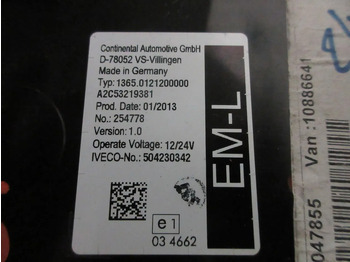 Continental Automotive GmbH
D-78052 VS-Villingen
Made in Germany
Typ: 1365.0121200000
A2C53219381
Prod. Date: 01/2013
No.: 254778
Version: 1.0
Operate Voltage: 12/24V
IVECO-No.: 504230342
e1
03 4662
EM-L
047855
Van :10886641